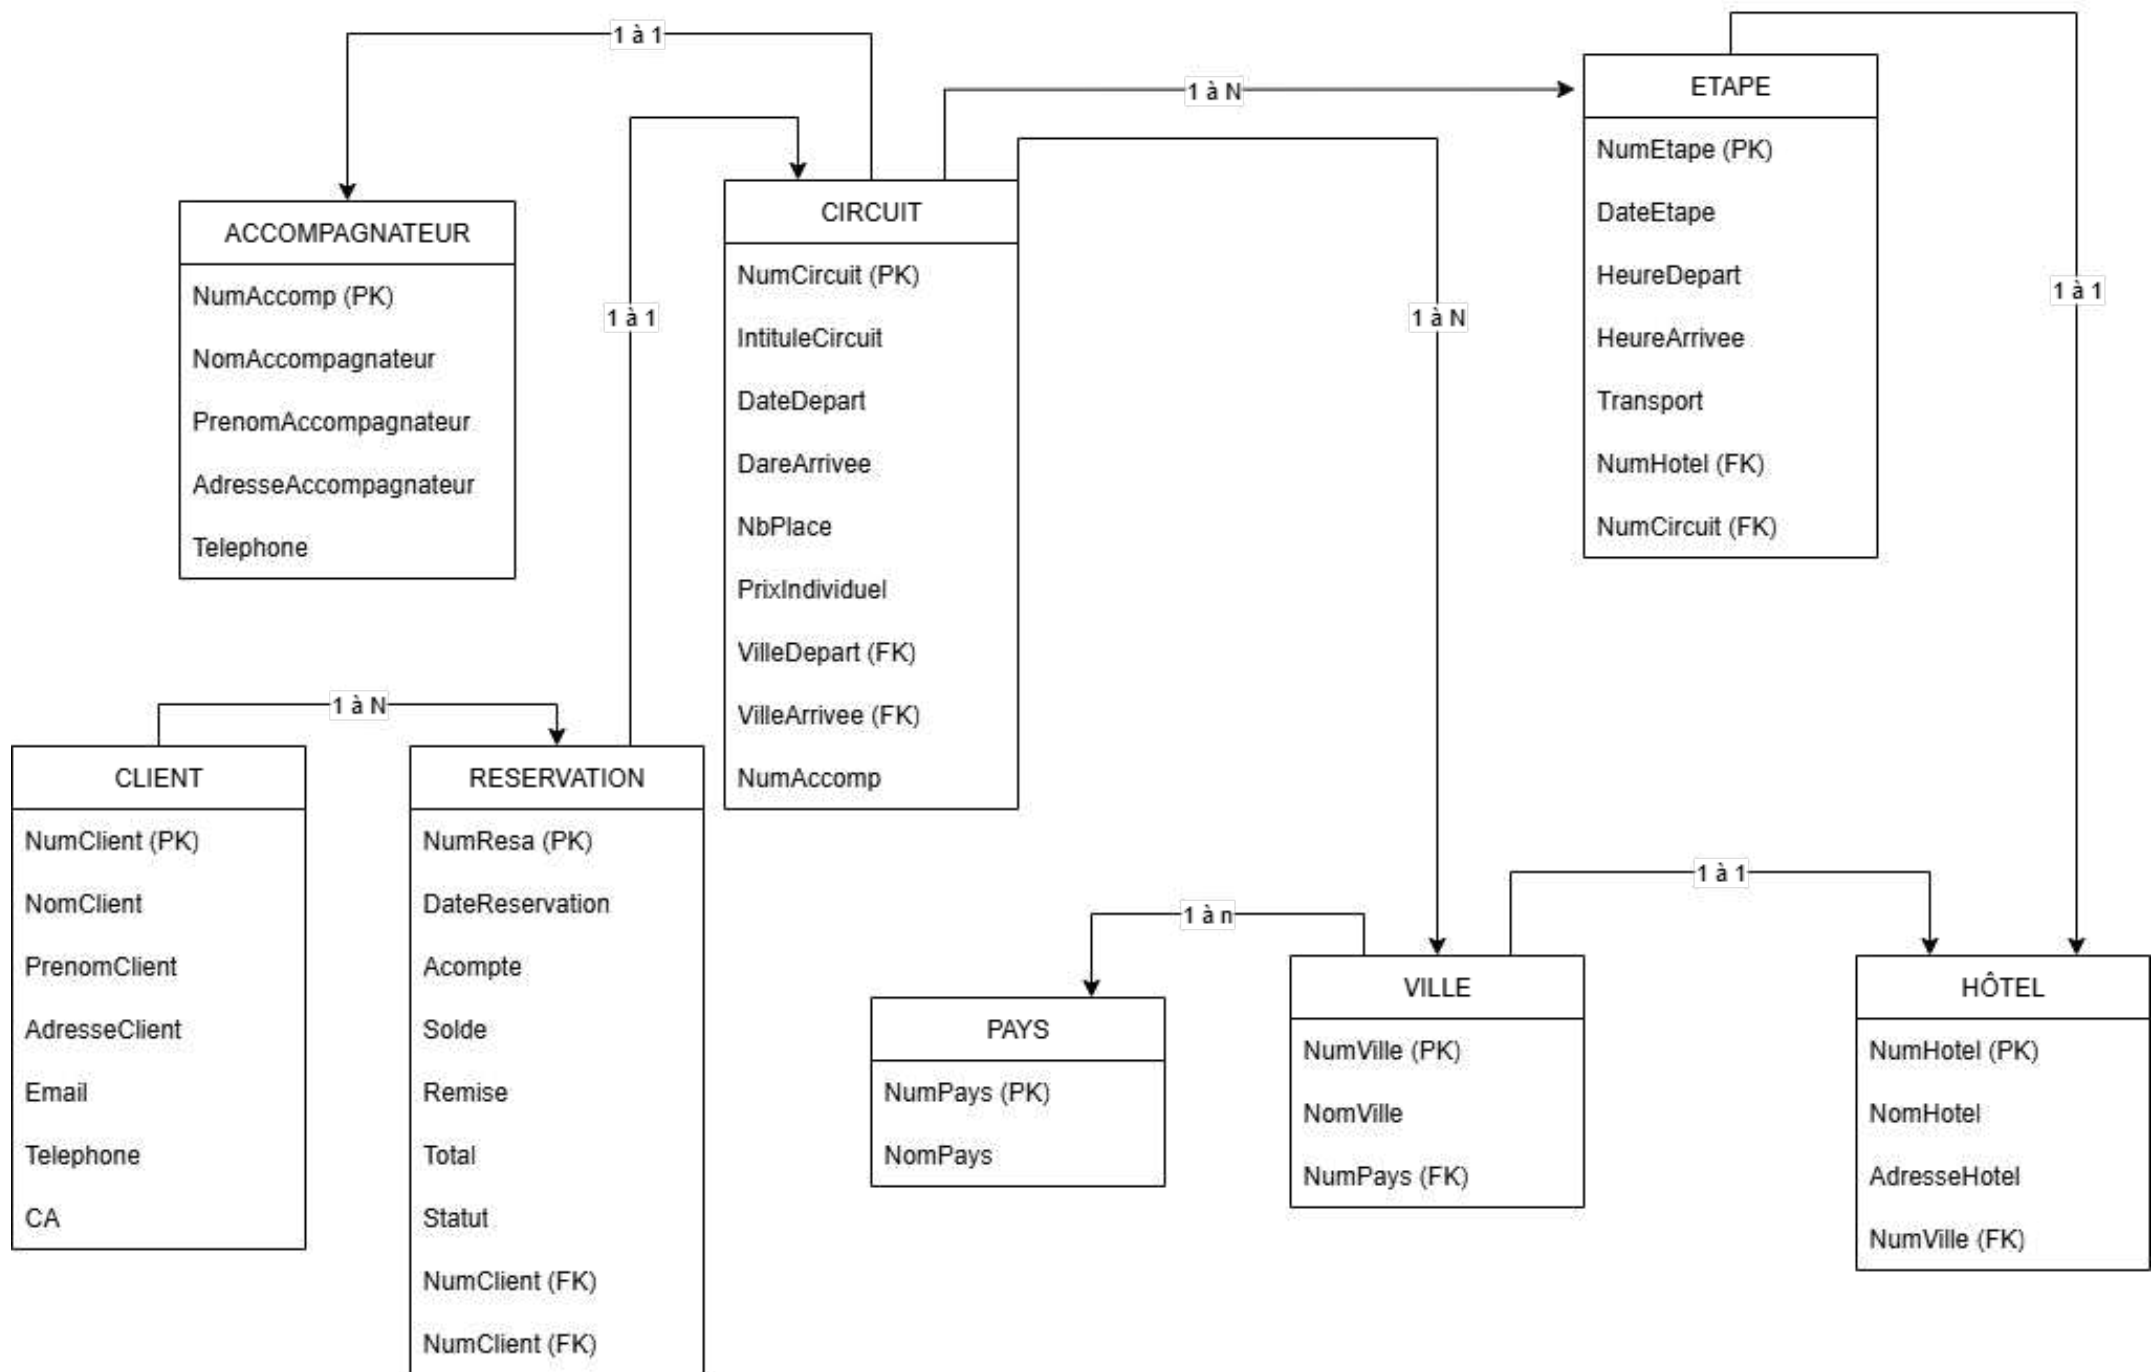 1 à 1
1 à N
ETAPE
NumEtape (PK)
DateEtape
HeureDepart
HeureArrivee
Transport
NumHotel (FK)
NumCircuit (FK)
1 à 1
ACCOMPAGNATEUR
NumAccomp (PK)
NomAccompagnateur
PrenomAccompagnateur
AdresseAccompagnateur
Telephone
1 à 1
CIRCUIT
NumCircuit (PK)
IntituleCircuit
DateDepart
DareArrivee
NbPlace
PrixIndividuel
VilleDepart (FK)
VilleArrivee (FK)
NumAccomp
1 à N
1 à N
CLIENT
NumClient (PK)
NomClient
PrenomClient
AdresseClient
Email
Telephone
CA
RESERVATION
NumResa (PK)
DateReservation
Acompte
Solde
Remise
Total
Statut
NumClient (FK)
NumClient (FK)
1 à n
PAYS
NumPays (PK)
NomPays
VILLE
NumVille (PK)
NomVille
NumPays (FK)
1 à 1
HÔTEL
NumHotel (PK)
NomHotel
AdresseHotel
NumVille (FK)